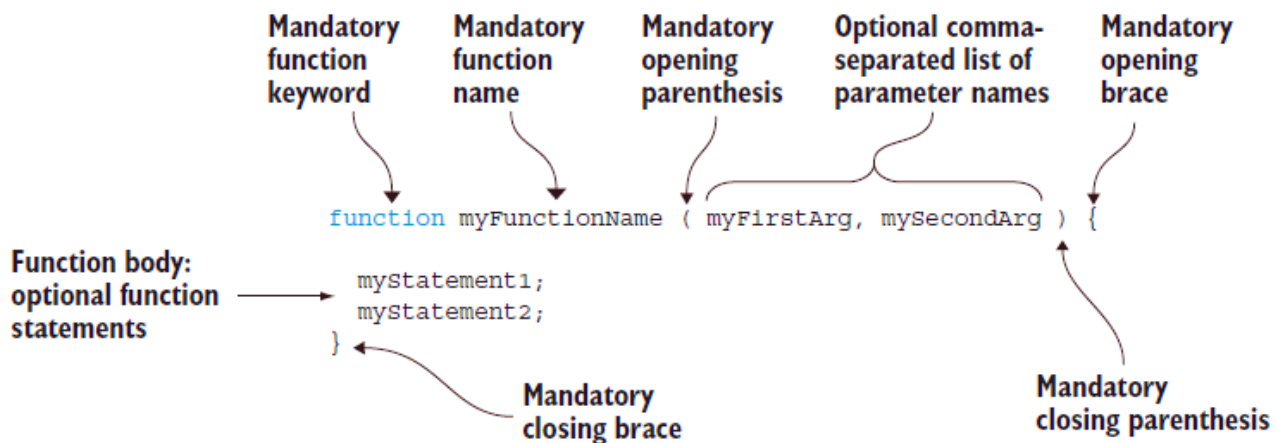 Mandatory
function
keyword
Mandatory
function
name
Mandatory
opening
parenthesis
Optional comma-
separated list of
parameter names
Mandatory
opening
brace
function myFunctionName ( myFirstArg, mySecondArg ) {
Function body:
optional function
statements
myStatement1;
myStatement2;
}
Mandatory
closing brace
Mandatory
closing parenthesis